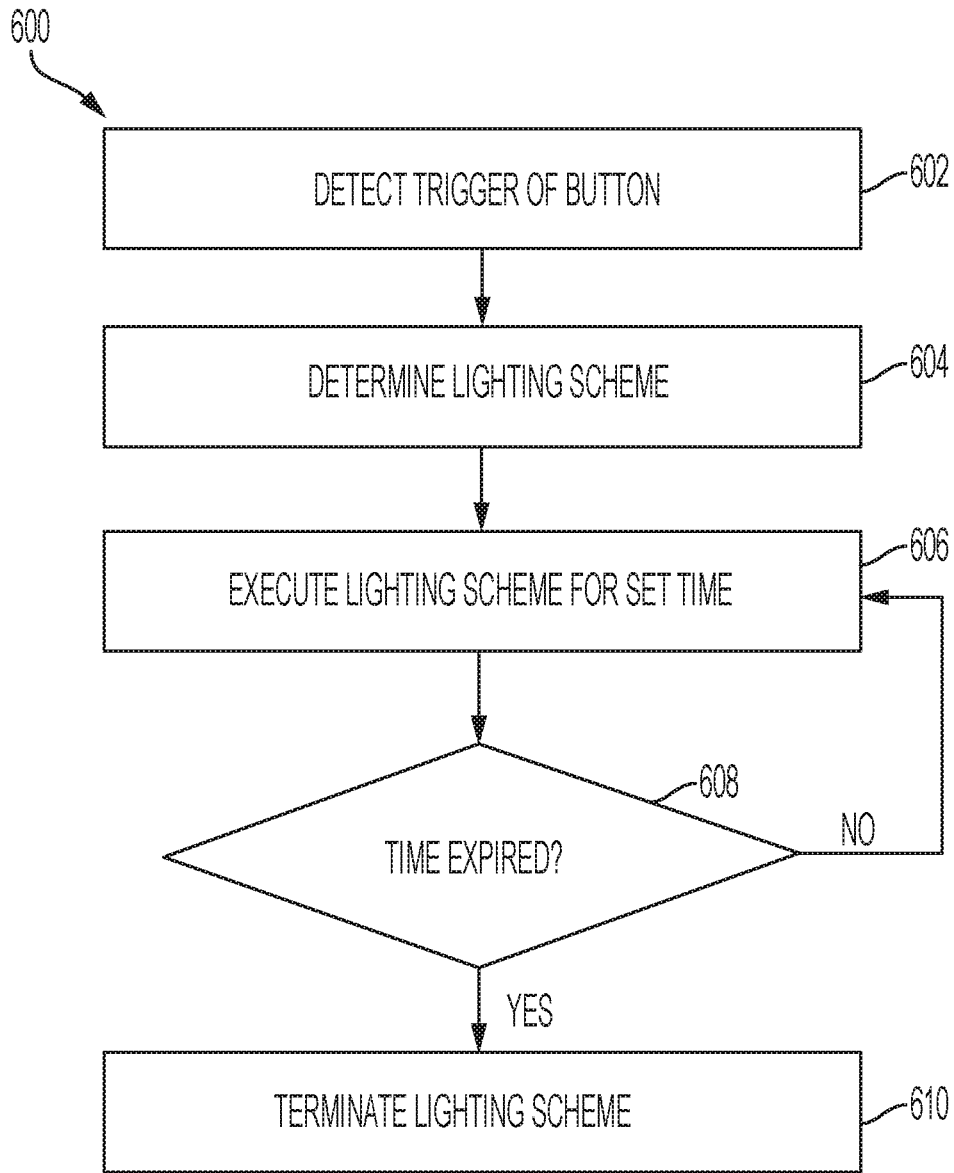 600
DETECT TRIGGER OF BUTTON
602
DETERMINE LIGHTING SCHEME
604
EXECUTE LIGHTING SCHEME FOR SET TIME
606
608
TIME EXPIRED?
NO
YES
TERMINATE LIGHTING SCHEME
610